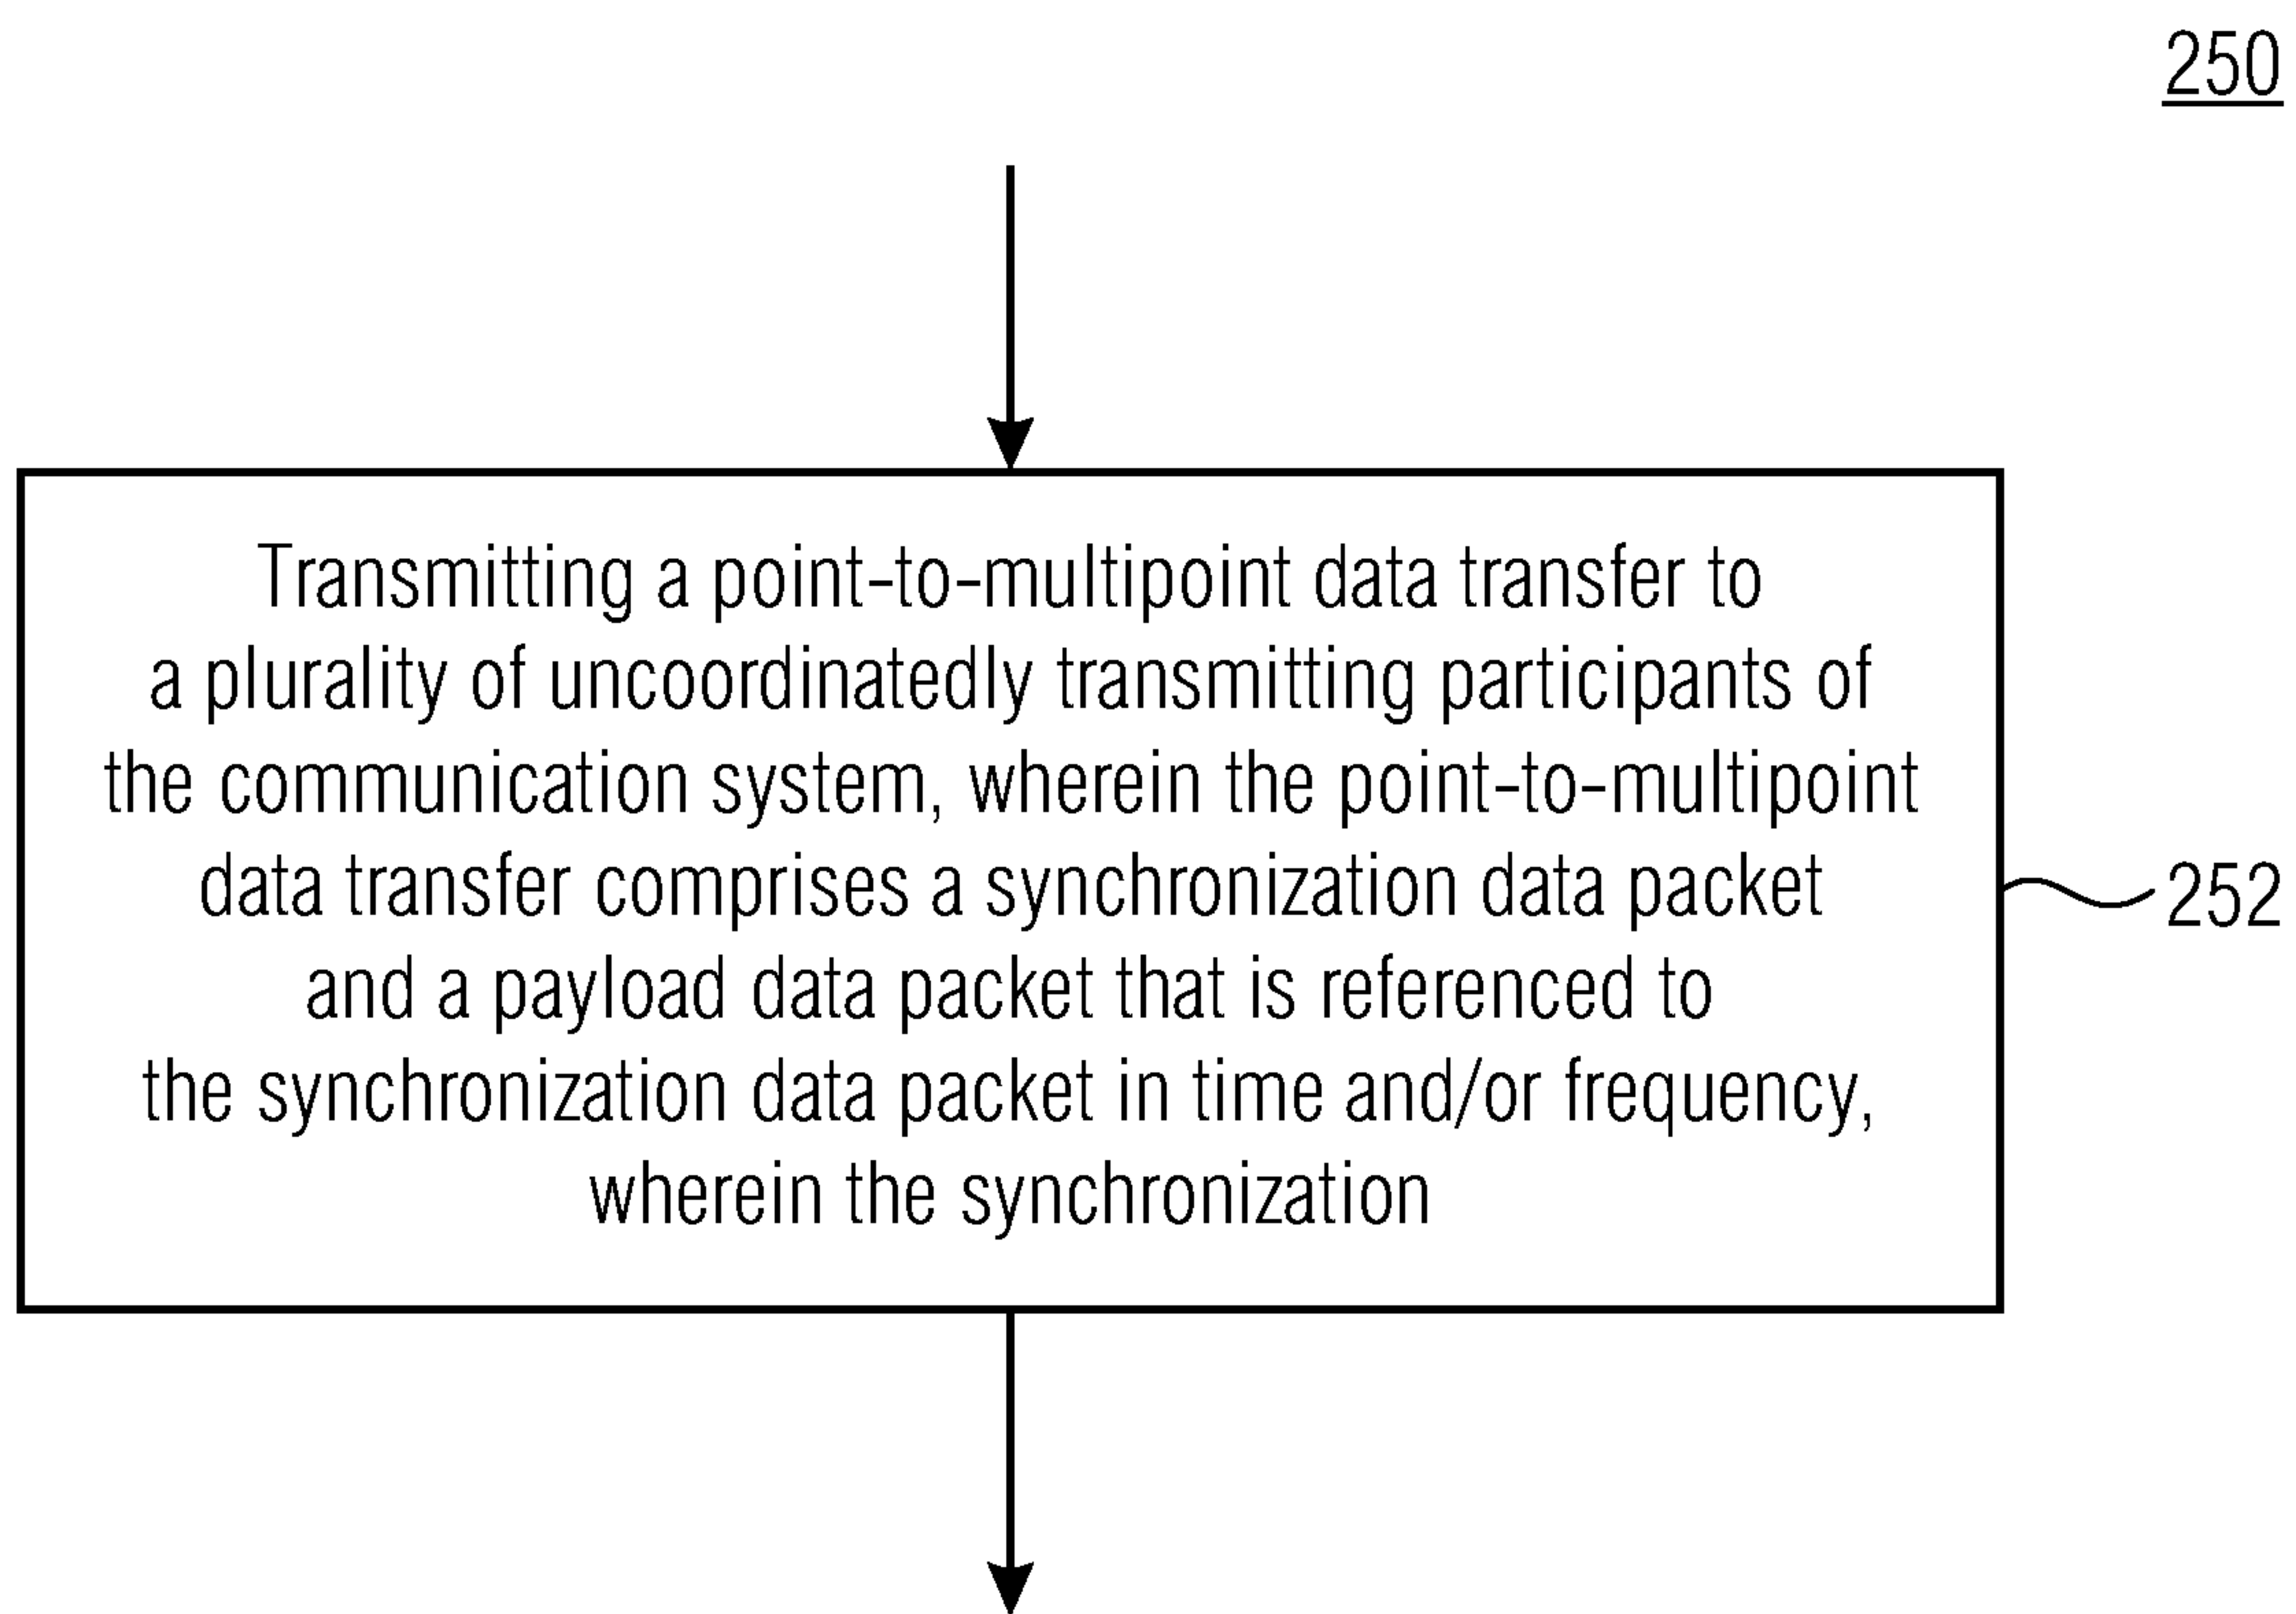 250
Transmitting a point-to-multipoint data transfer to
a plurality of uncoordinatedly transmitting participants of
the communication system, wherein the point-to-multipoint
data transfer comprises a synchronization data packet
and a payload data packet that is referenced to
the synchronization data packet in time and/or frequency,
wherein the synchronization
252